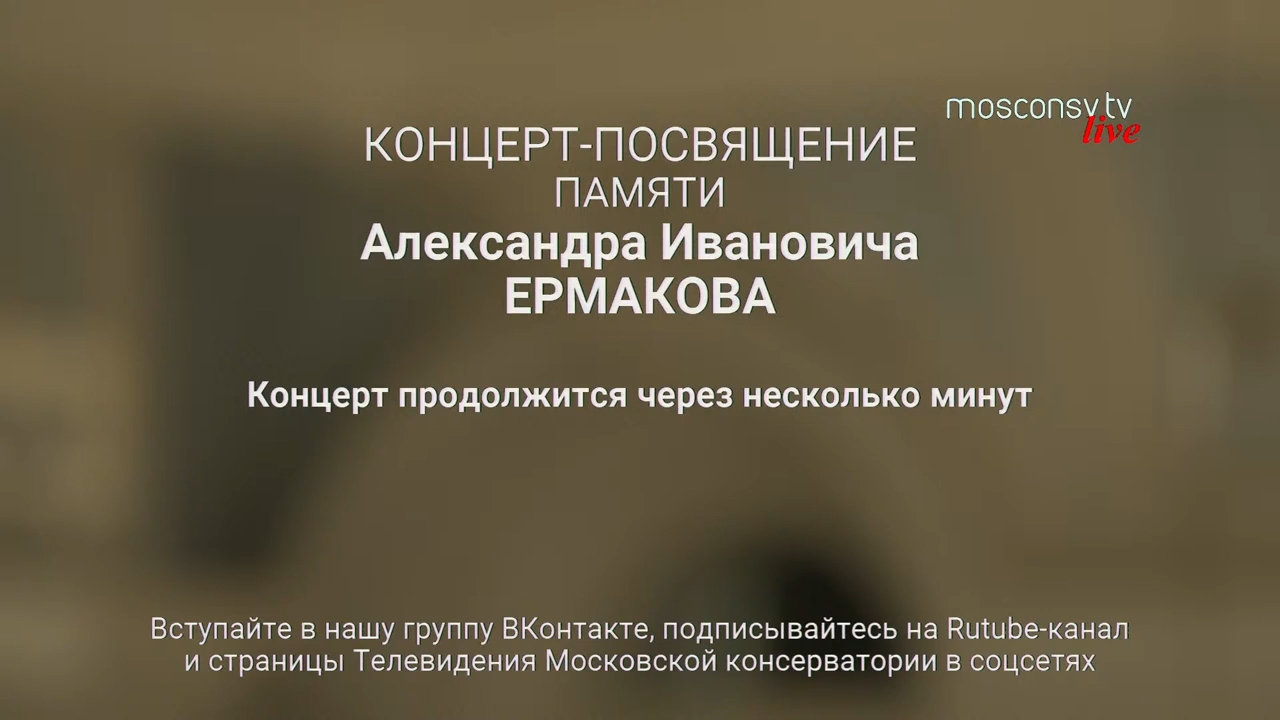 mosconsv.tv
live
КОНЦЕРТ-ПОСВЯЩЕНИЕ
ПАМЯТИ
Александра Ивановича
ЕРМАКОВА
Концерт продолжится через несколько минут
Вступайте в нашу группу ВКонтакте, подписывайтесь на Rutube-канал
и страницы Телевидения Московской консерватории в соцсетях